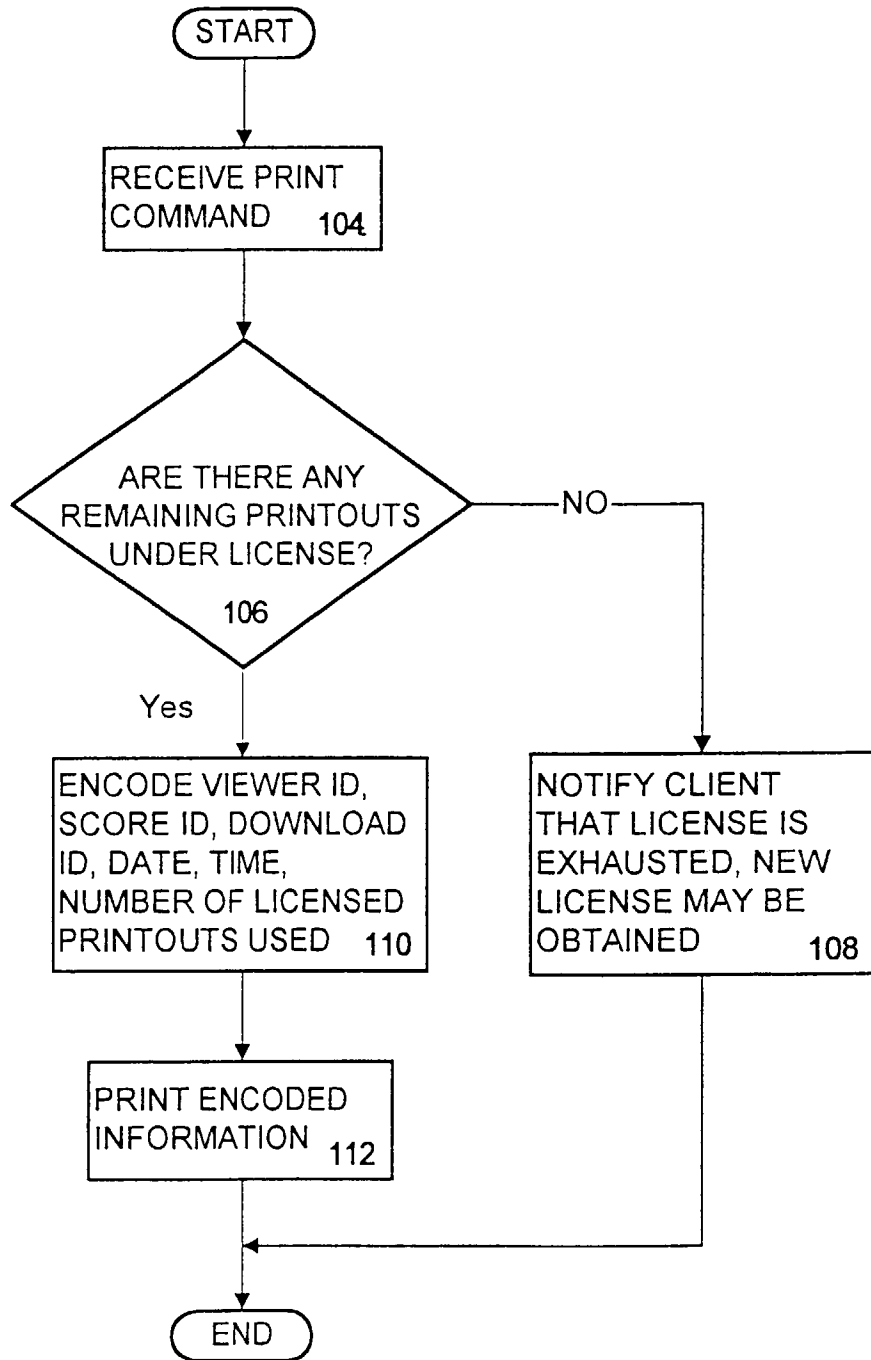 START
RECEIVE PRINT
COMMAND 104
ARE THERE ANY
REMAINING PRINTOUTS
UNDER LICENSE?
106
NO
Yes
ENCODE VIEWER ID,
SCORE ID, DOWNLOAD
ID, DATE, TIME,
NUMBER OF LICENSED
PRINTOUTS USED 110
NOTIFY CLIENT
THAT LICENSE IS
EXHAUSTED, NEW
LICENSE MAY BE
OBTAINED 108
PRINT ENCODED
INFORMATION 112
END